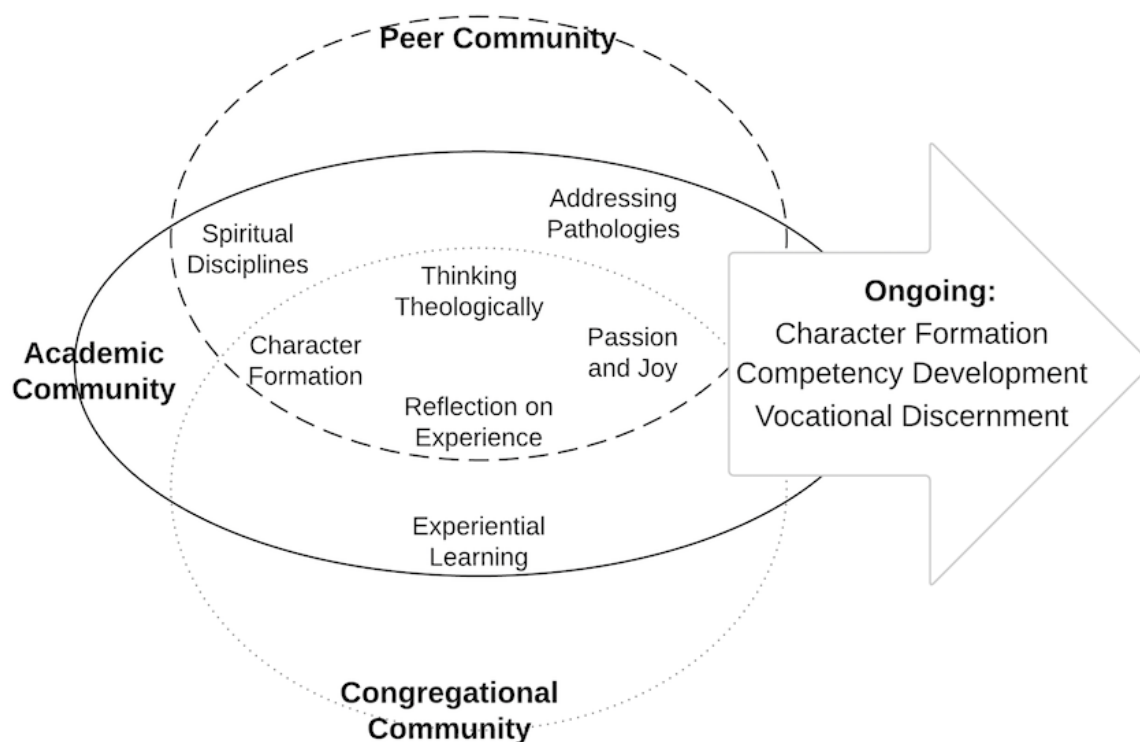 Peer Community
Addressing
Pathologies
Spiritual
Disciplines
Thinking
Theologically
Character
Formation
Passion
and Joy
Reflection on
Experience
Academic
Community
Experiential
Learning
Congregational
Community
Ongoing:
Character Formation
Competency Development
Vocational Discernment